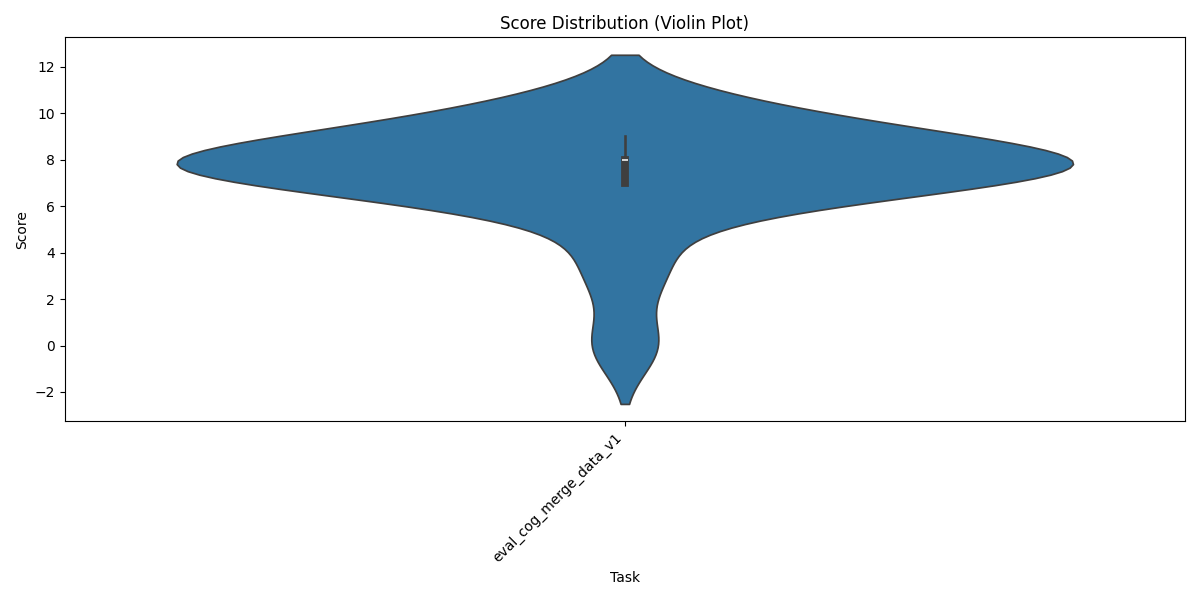 Score Distribution (Violin Plot)
12
10
8
6
4
2
0
−2
Score
eval_cog_merge_data_v1
Task